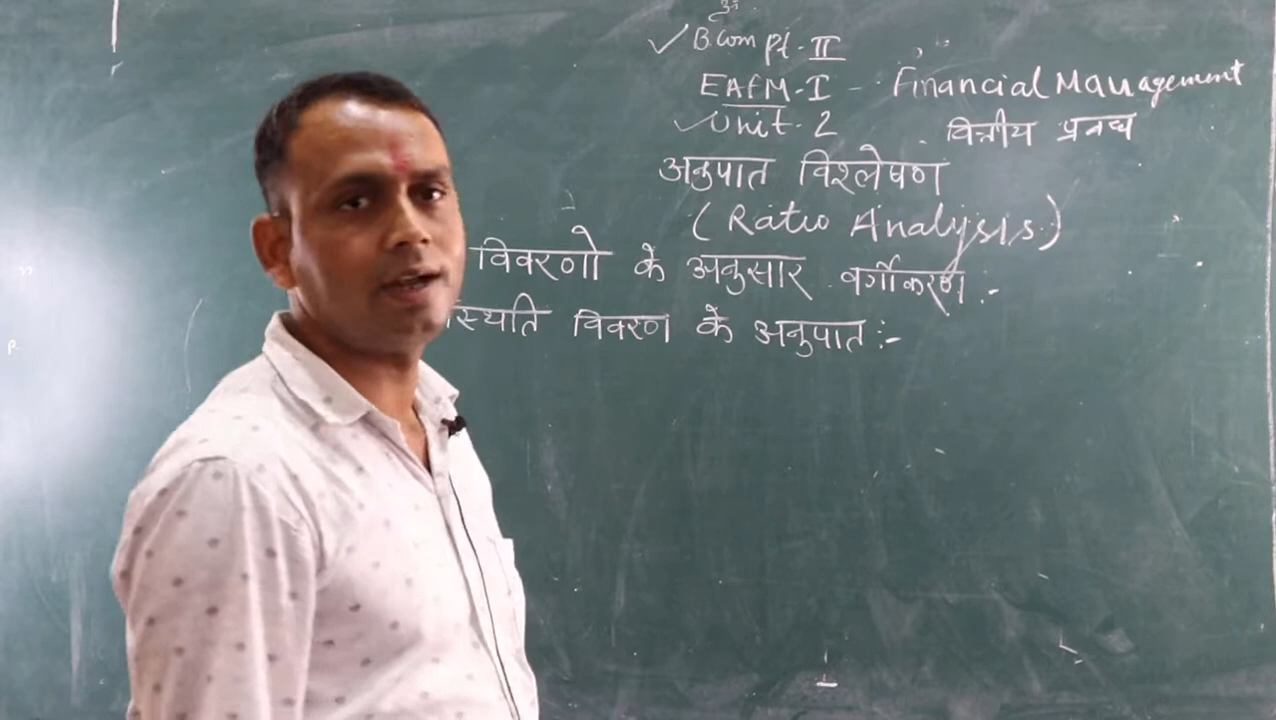 B.Com pt-II
EAFM-I - Financial Management
Unit-2 वित्तीय प्रबन्ध
अनुपात विश्लेषण
(Ratio Analysis)
विवरणो के अनुसार वर्गीकरण :-
स्थति विवरण के अनुपात :-